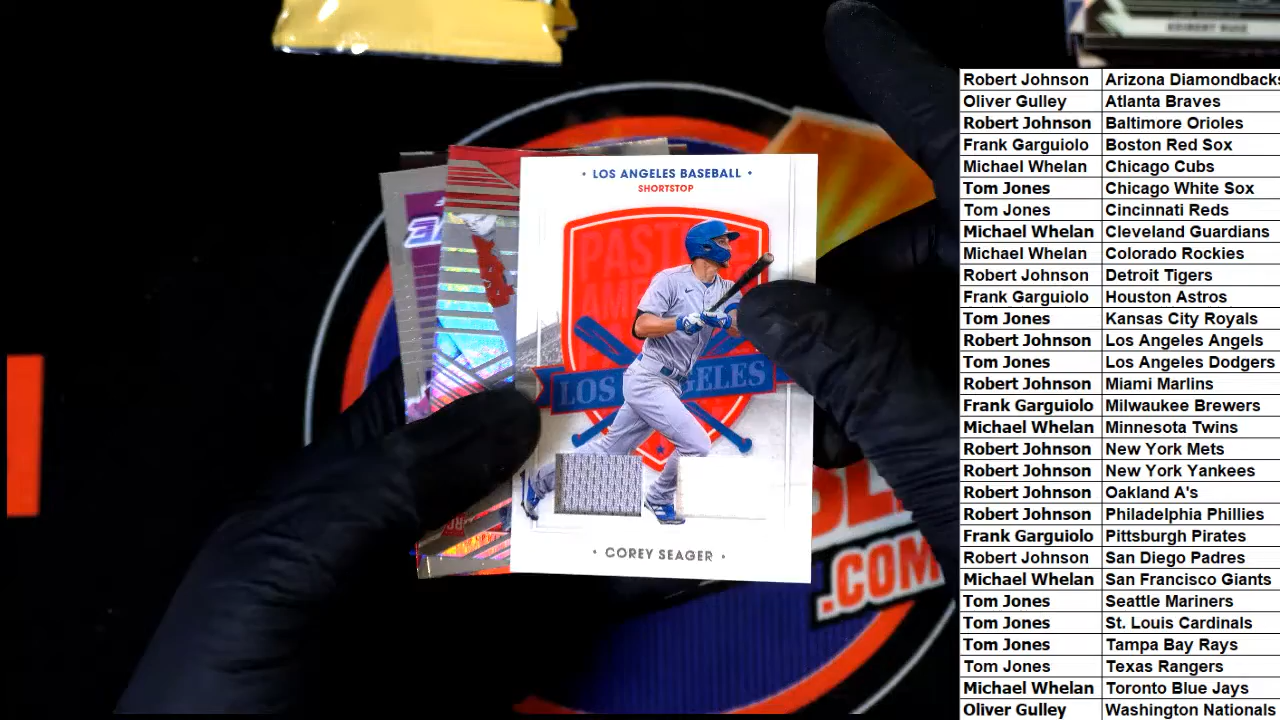 • LOS ANGELES BASEBALL •
SHORTSTOP
LOS ANGELES
• COREY SEAGER •
.COM
Robert Johnson Arizona Diamondbacks
Oliver Gulley Atlanta Braves
Robert Johnson Baltimore Orioles
Frank Garguiolo Boston Red Sox
Michael Whelan Chicago Cubs
Tom Jones Chicago White Sox
Tom Jones Cincinnati Reds
Michael Whelan Cleveland Guardians
Michael Whelan Colorado Rockies
Robert Johnson Detroit Tigers
Frank Garguiolo Houston Astros
Tom Jones Kansas City Royals
Robert Johnson Los Angeles Angels
Tom Jones Los Angeles Dodgers
Robert Johnson Miami Marlins
Frank Garguiolo Milwaukee Brewers
Michael Whelan Minnesota Twins
Robert Johnson New York Mets
Robert Johnson New York Yankees
Robert Johnson Oakland A's
Robert Johnson Philadelphia Phillies
Frank Garguiolo Pittsburgh Pirates
Robert Johnson San Diego Padres
Michael Whelan San Francisco Giants
Tom Jones Seattle Mariners
Tom Jones St. Louis Cardinals
Tom Jones Tampa Bay Rays
Tom Jones Texas Rangers
Michael Whelan Toronto Blue Jays
Oliver Gulley Washington Nationals